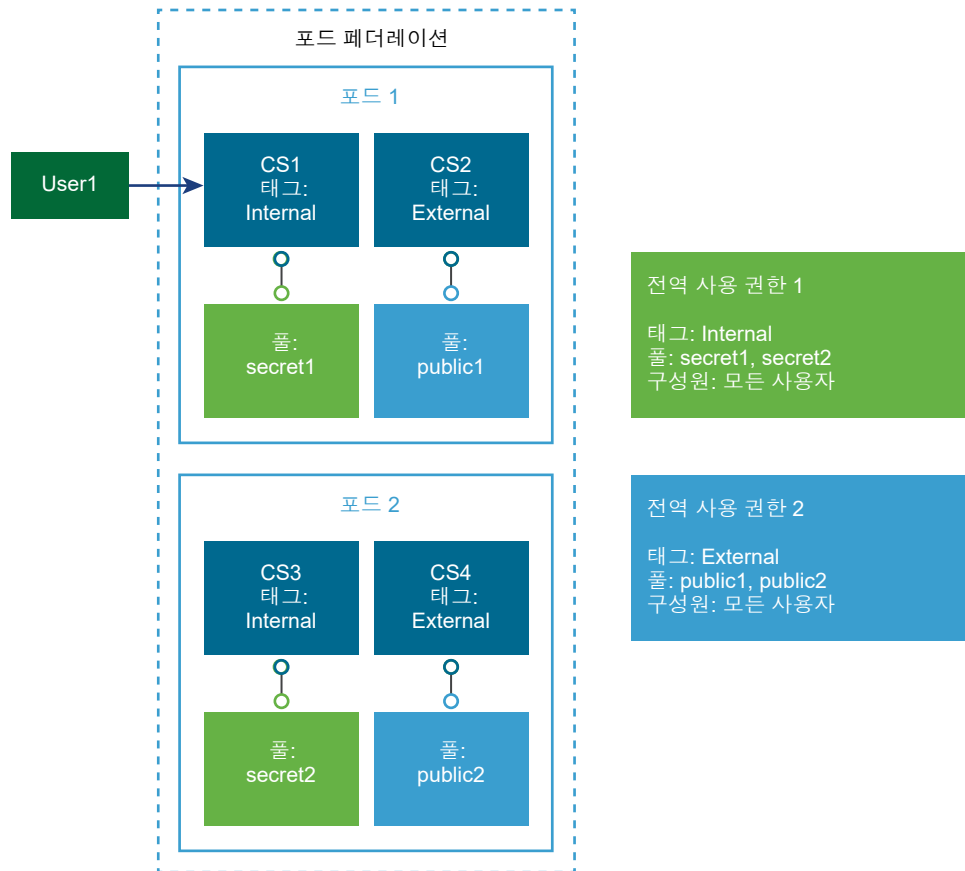 포드 페더레이션
포드 1
User1
CS1
태그:
Internal
CS2
태그:
External
풀:
secret1
풀:
public1
포드 2
CS3
태그:
Internal
CS4
태그:
External
풀:
secret2
풀:
public2
전역 사용 권한 1
태그: Internal
풀: secret1, secret2
구성원: 모든 사용자
전역 사용 권한 2
태그: External
풀: public1, public2
구성원: 모든 사용자